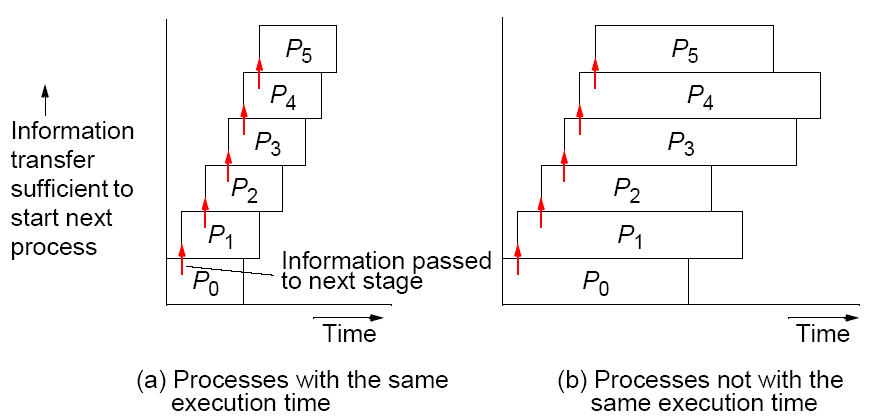 P5
P4
P3
P2
P1
P0
Information
transfer
sufficient to
start next
process
Information passed
to next stage
Time
(a) Processes with the same
execution time
P5
P4
P3
P2
P1
P0
Time
(b) Processes not with the
same execution time